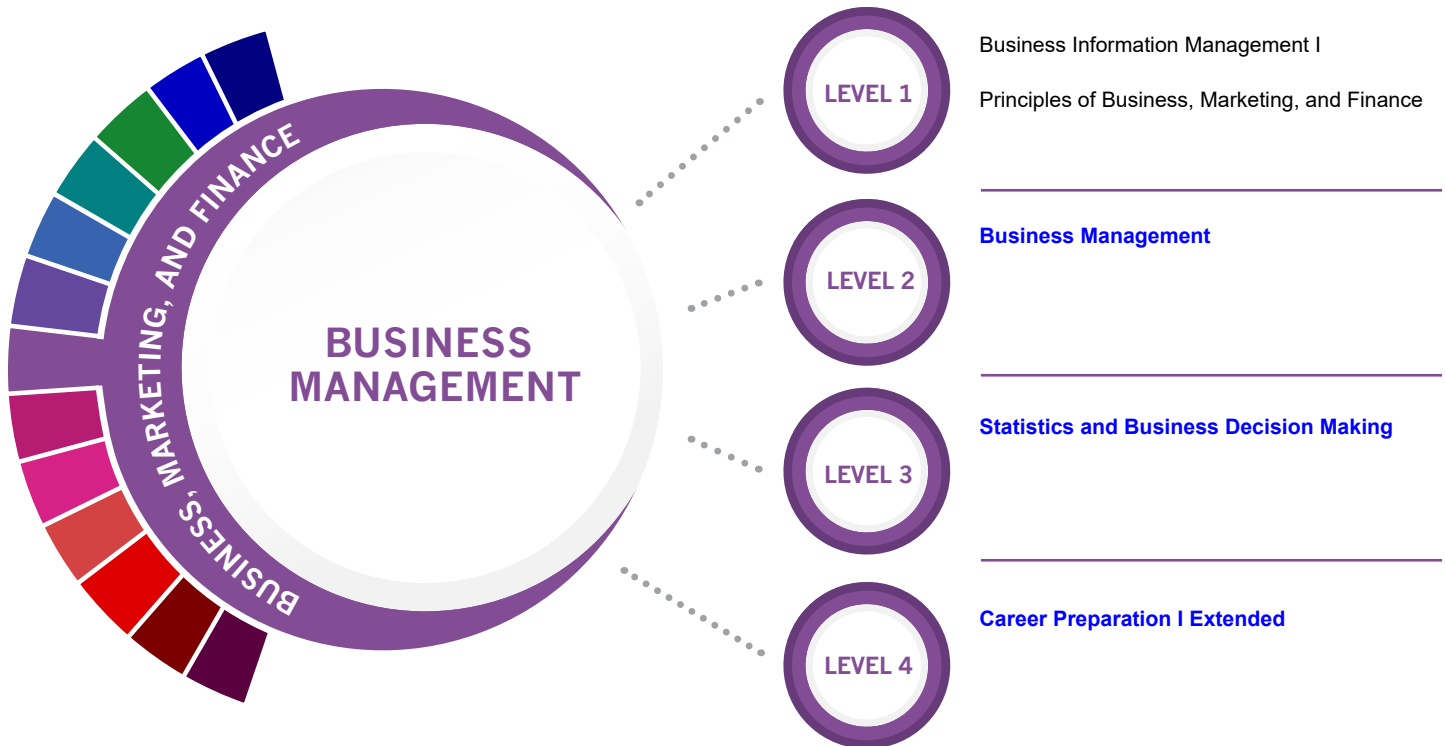 BUSINESS, MARKETING, AND FINANCE
BUSINESS
MANAGEMENT
LEVEL 1
Business Information Management I
Principles of Business, Marketing, and Finance
LEVEL 2
Business Management
LEVEL 3
Statistics and Business Decision Making
LEVEL 4
Career Preparation I Extended